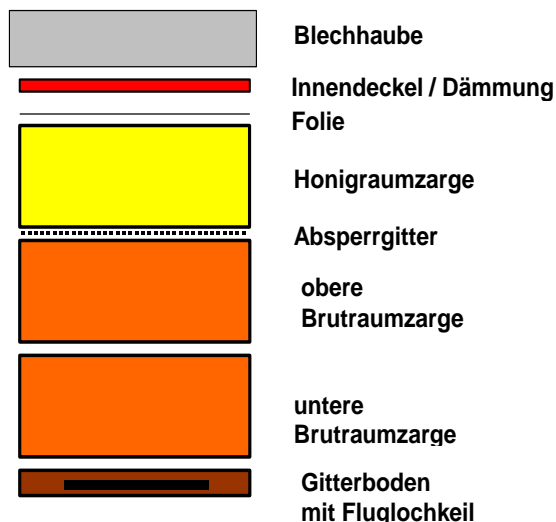 Blechhaube
Innendeckel / Dämmung
Folie
Honigraumzarge
Absperrgitter
obere
Brutraumzarge
untere
Brutraumzarge
Gitterboden
mit Fluglochkeil